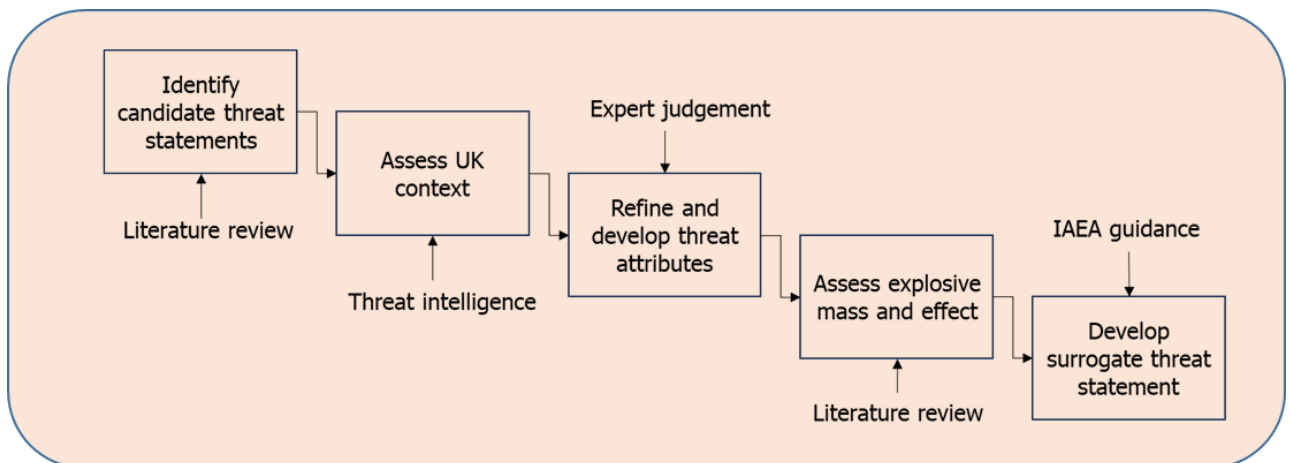 Identify
candidate threat
statements
Literature review
Assess UK
context
Threat intelligence
Expert judgement
Refine and
develop threat
attributes
Assess explosive
mass and effect
Literature review
IAEA guidance
Develop
surrogate threat
statement